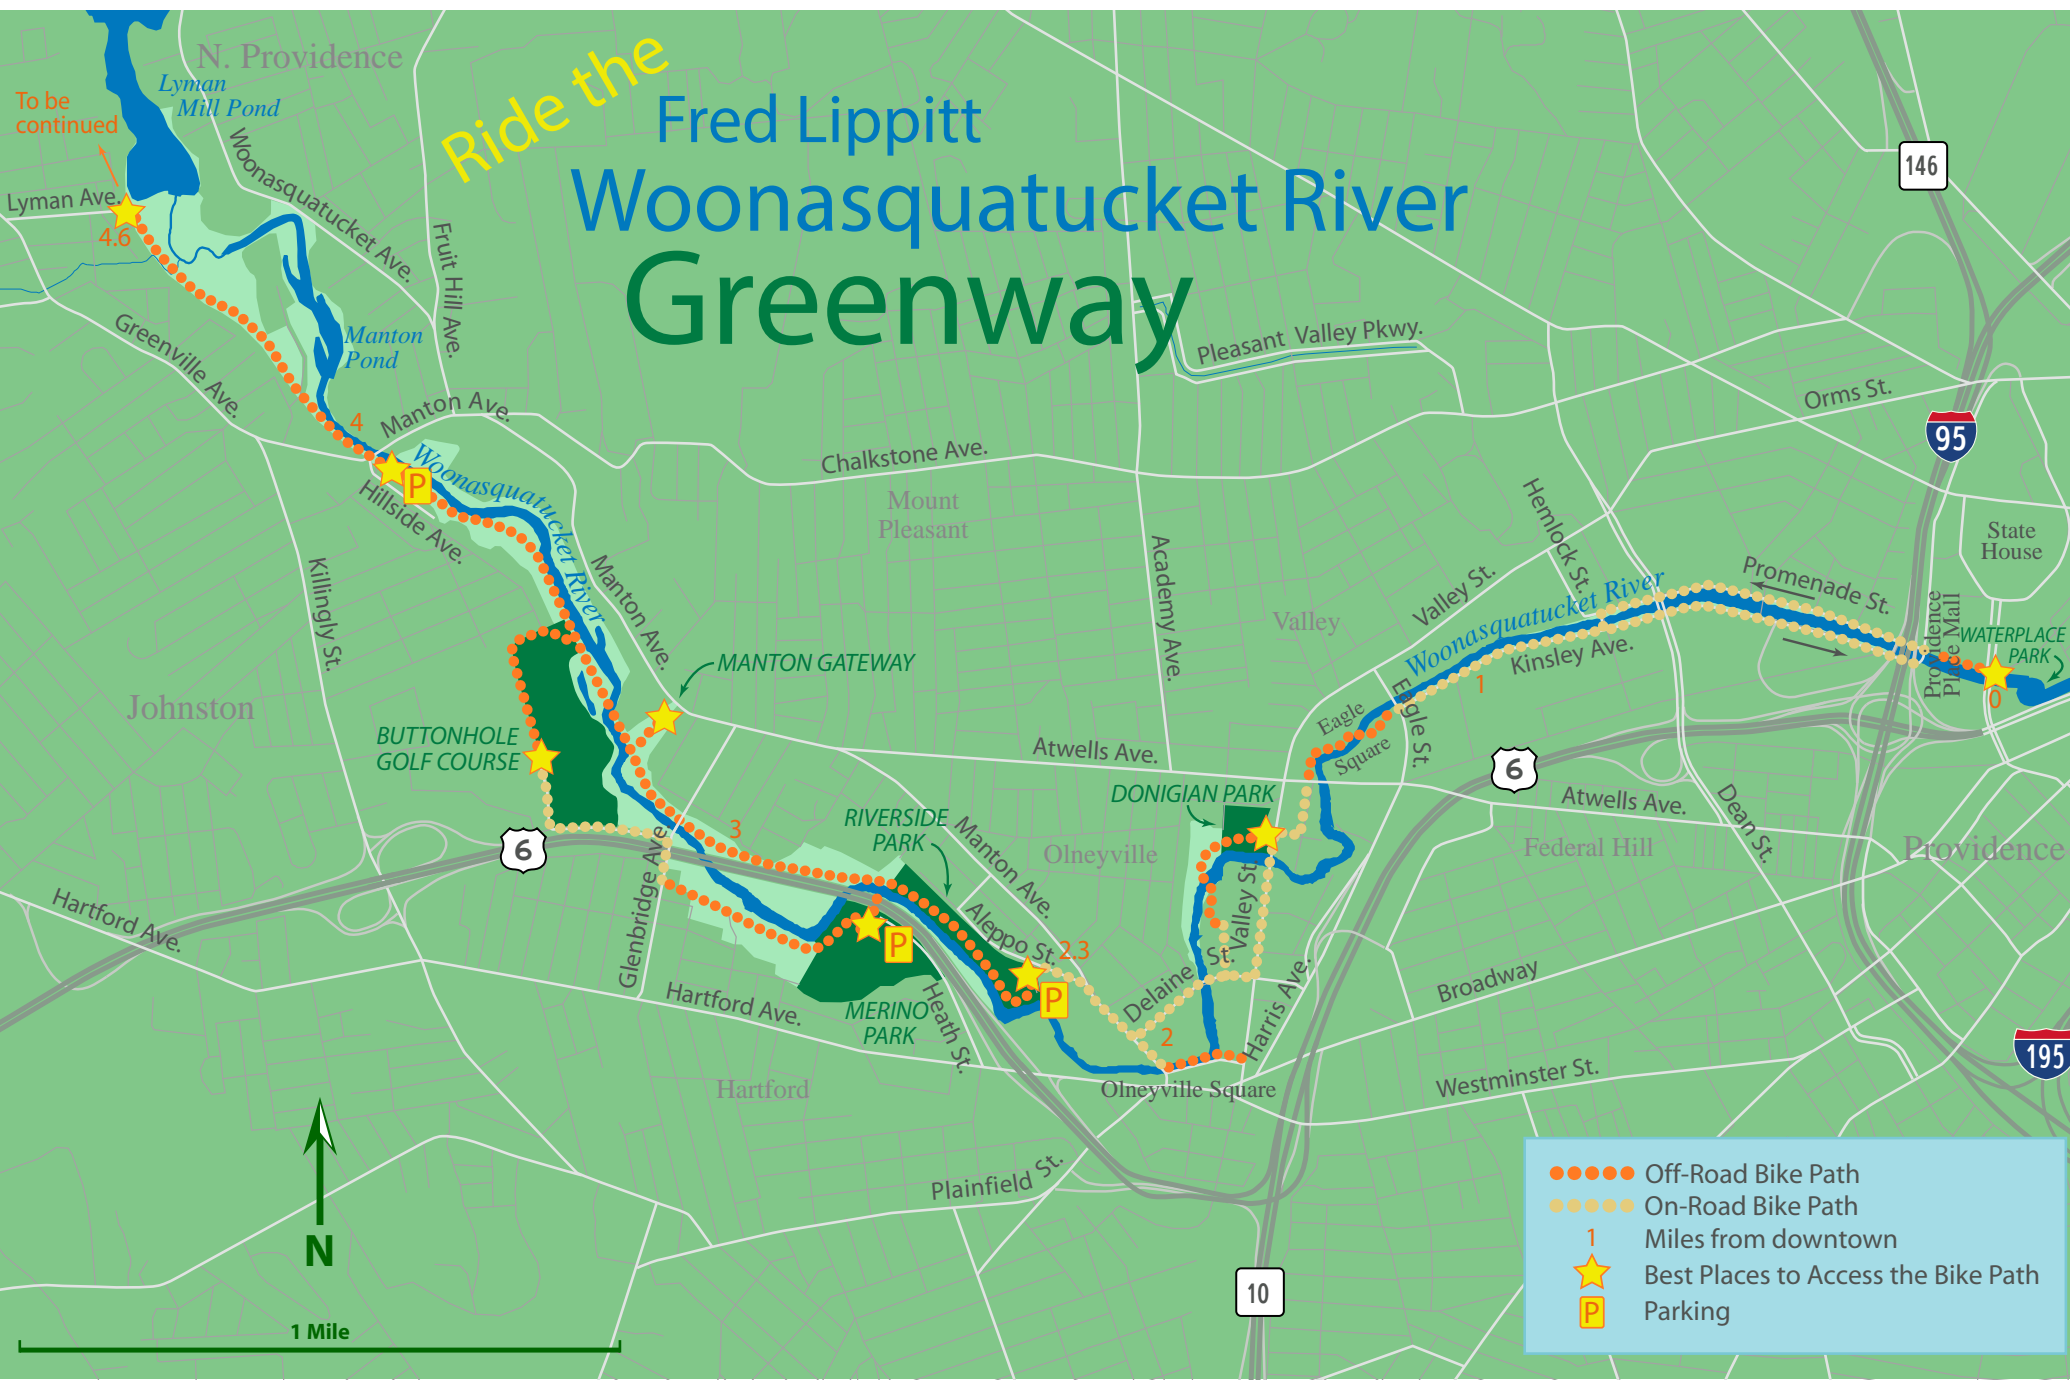 Ride the
Fred Lippitt
Woonasquatucket River
Greenway
N. Providence
Lyman
Mill Pond
To be
continued
Lyman Ave.
4.6
Woonasquatucket Ave.
Fruit Hill Ave.
Greenville Ave.
Manton
Pond
4
Manton Ave.
Woonasquatucket River
P
Hillside Ave.
Killingly St.
Manton Ave.
Chalkstone Ave.
Mount
Pleasant
Academy Ave.
Pleasant Valley Pkwy.
146
Orms St.
95
State
House
Hemlock St.
Valley St.
Valley
Woonasquatucket River
Promenade St.
Providence
Place Mall
WATERPLACE
PARK
0
Kinsley Ave.
1
Eagle St.
Eagle
Square
6
Johnston
MANTON GATEWAY
BUTTONHOLE
GOLF COURSE
Atwells Ave.
DONIGIAN PARK
Atwells Ave.
Dean St.
Federal Hill
Providence
6
3
RIVERSIDE
PARK
Manton Ave.
Olneyville
Valley St.
Hartford Ave.
Glenbridge Ave.
P
Aleppo St.
2.3
P
Delaine St.
Harris Ave.
Broadway
Hartford Ave.
MERINO
PARK
Heath St.
2
Olneyville Square
Westminster St.
195
Hartford
Plainfield St.
N
10
1 Mile
Off-Road Bike Path
On-Road Bike Path
1 Miles from downtown
Best Places to Access the Bike Path
P Parking